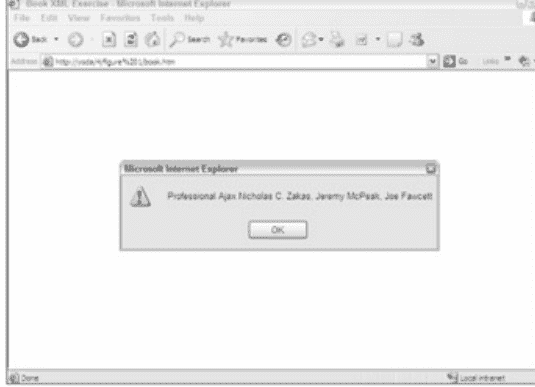 Book XML Exercise - Microsoft Internet Explorer
File Edit View Favorites Tools Help
Back Search Favorites
Address Go Links
Microsoft Internet Explorer
Professional Ajax Nicholas C. Zakas, Jeremy McPeak, Joe Fawcett
OK
Done Local intranet